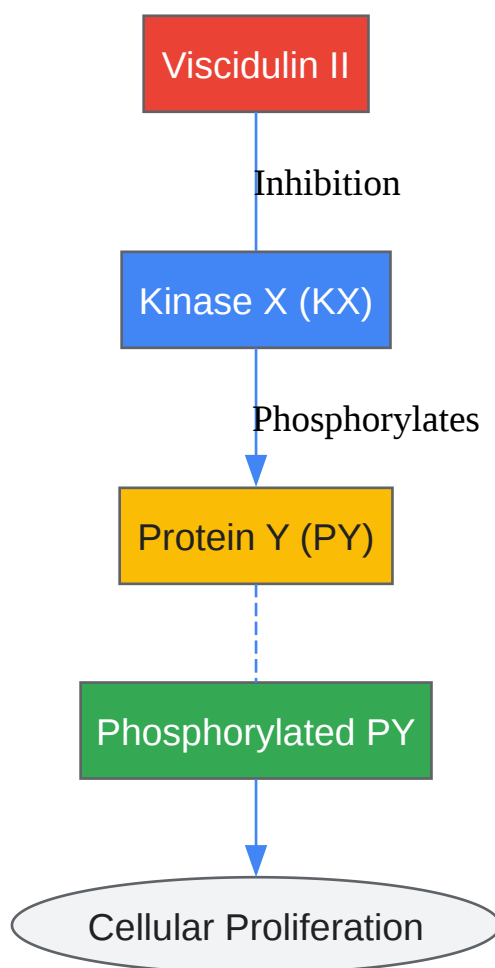 Viscidulin II
Inhibition
Kinase X (KX)
Phosphorylates
Protein Y (PY)
Phosphorylated PY
Cellular Proliferation